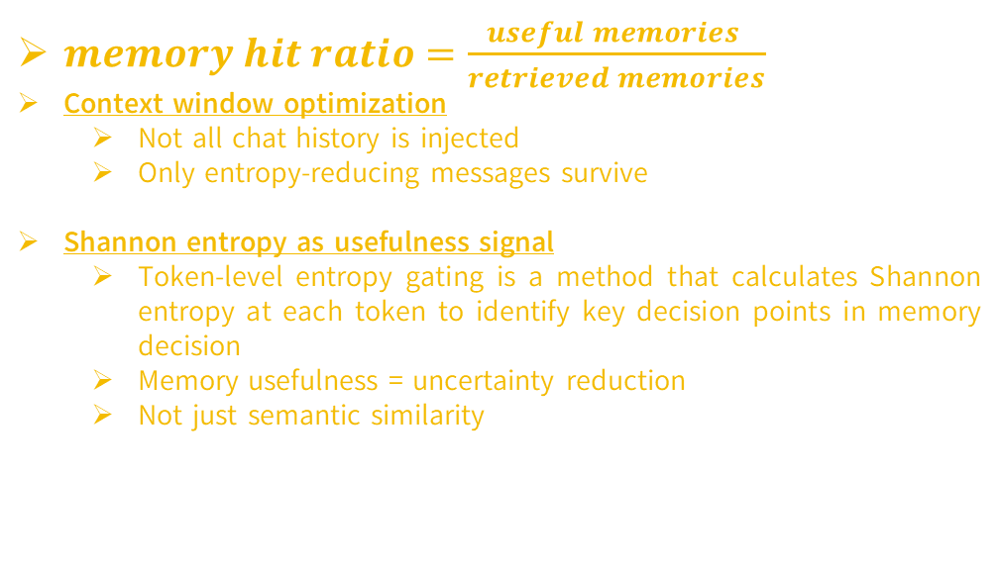 ➢ memory hit ratio = useful memories / retrieved memories
➢ Context window optimization
➢ Not all chat history is injected
➢ Only entropy-reducing messages survive
➢ Shannon entropy as usefulness signal
➢ Token-level entropy gating is a method that calculates Shannon
entropy at each token to identify key decision points in memory
decision
➢ Memory usefulness = uncertainty reduction
➢ Not just semantic similarity